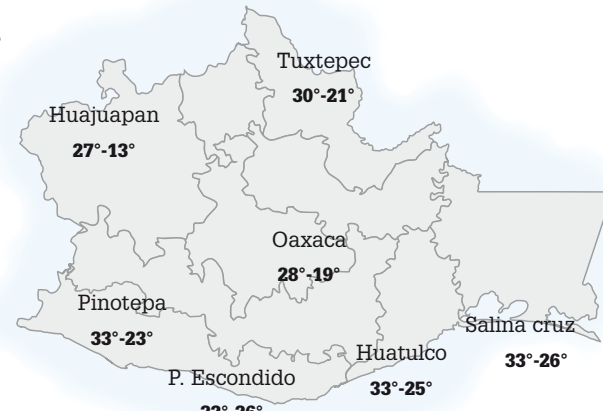 Tuxtepec
30°-21°
Huajuapan
27°-13°
Oaxaca
28°-19°
Pinotepa
33°-23°
Salina cruz
33°-26°
Huatulco
33°-25°
P. Escondido